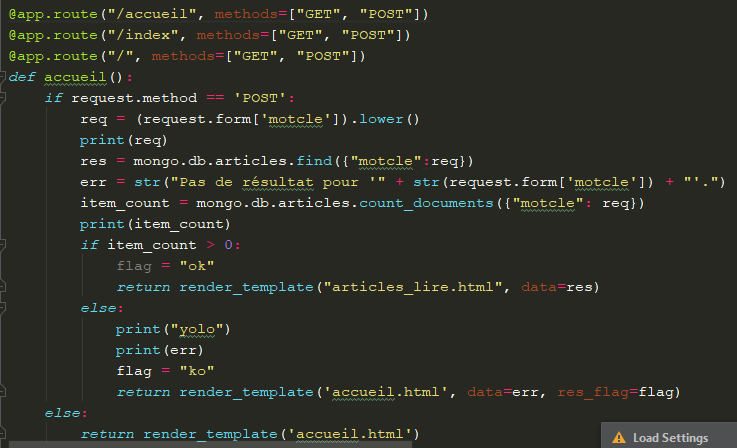 @app.route("/accueil", methods=["GET", "POST"])
@app.route("/index", methods=["GET", "POST"])
@app.route("/", methods=["GET", "POST"])
def accueil():
    if request.method == 'POST':
        req = (request.form['motcle']).lower()
        print(req)
        res = mongo.db.articles.find({"motcle":req})
        err = str("Pas de résultat pour '" + str(request.form['motcle']) + "'.")
        item_count = mongo.db.articles.count_documents({"motcle": req})
        print(item_count)
        if item_count > 0:
            flag = "ok"
            return render_template("articles_lire.html", data=res)
        else:
            print("yolo")
            print(err)
            flag = "ko"
            return render_template('accueil.html', data=err, res_flag=flag)
    else:
        return render_template('accueil.html')
Load Settings